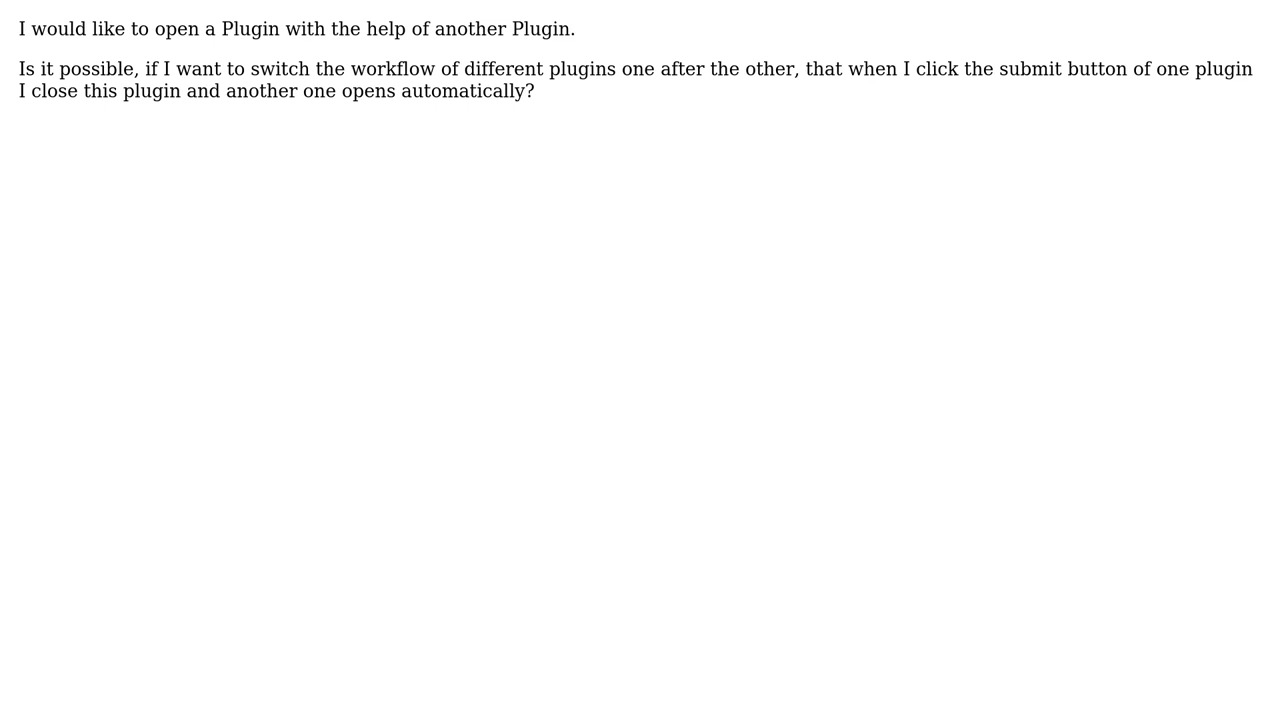 I would like to open a Plugin with the help of another Plugin.
Is it possible, if I want to switch the workflow of different plugins one after the other, that when I click the submit button of one plugin
I close this plugin and another one opens automatically?